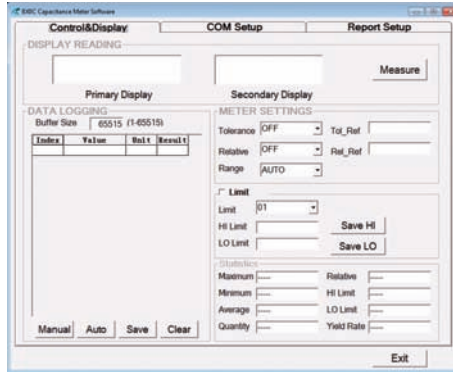 890C Capacitance Meter Software
Control&Display COM Setup Report Setup
DISPLAY READING
Measure
Primary Display Secondary Display
DATA LOGGING
Buffer Size 65515 (1-65515)
Index Value Unit Result
Manual Auto Save Clear
METER SETTINGS
Tolerance OFF Tol_Ref
Relative OFF Rel_Ref
Range AUTO
Limit
Limit 01
HI Limit Save HI
LO Limit Save LO
Statistics
Maximum ---- Relative ----
Minimum ---- HI Limit ----
Average ---- LO Limit ----
Quantity ---- Yield Rate ----
Exit